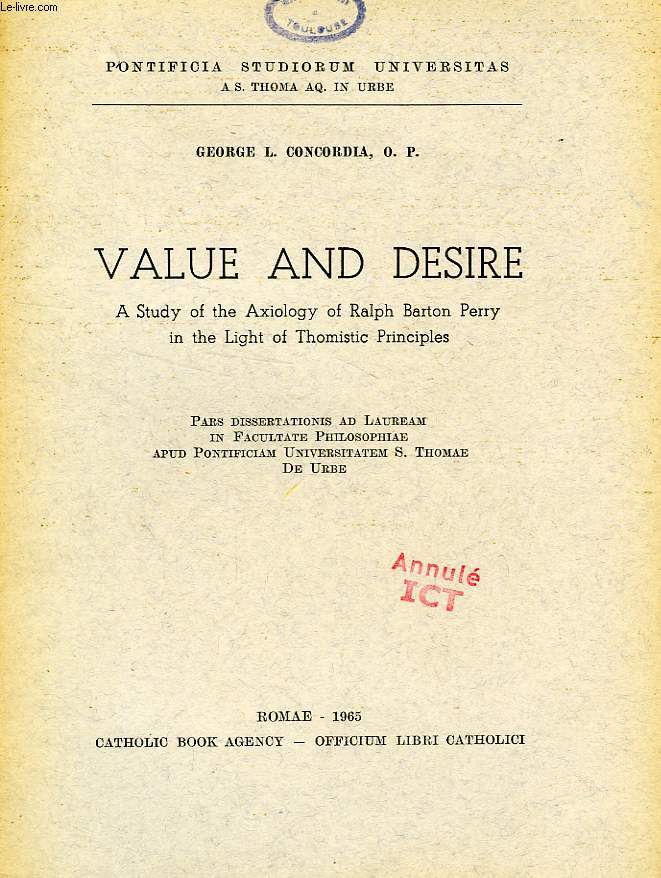 Le-livre.com
TOULOUSE
PONTIFICIA STUDIORUM UNIVERSITAS
A S. THOMA AQ. IN URBE
GEORGE L. CONCORDIA, O. P.
VALUE AND DESIRE
A Study of the Axiology of Ralph Barton Perry
in the Light of Thomistic Principles
PARS DISSERTATIONIS AD LAUREAM
IN FACULTATE PHILOSOPHIAE
APUD PONTIFICIAM UNIVERSITATEM S. THOMAE
DE URBE
Annulé
ICT
ROMAE - 1965
CATHOLIC BOOK AGENCY — OFFICIUM LIBRI CATHOLICI